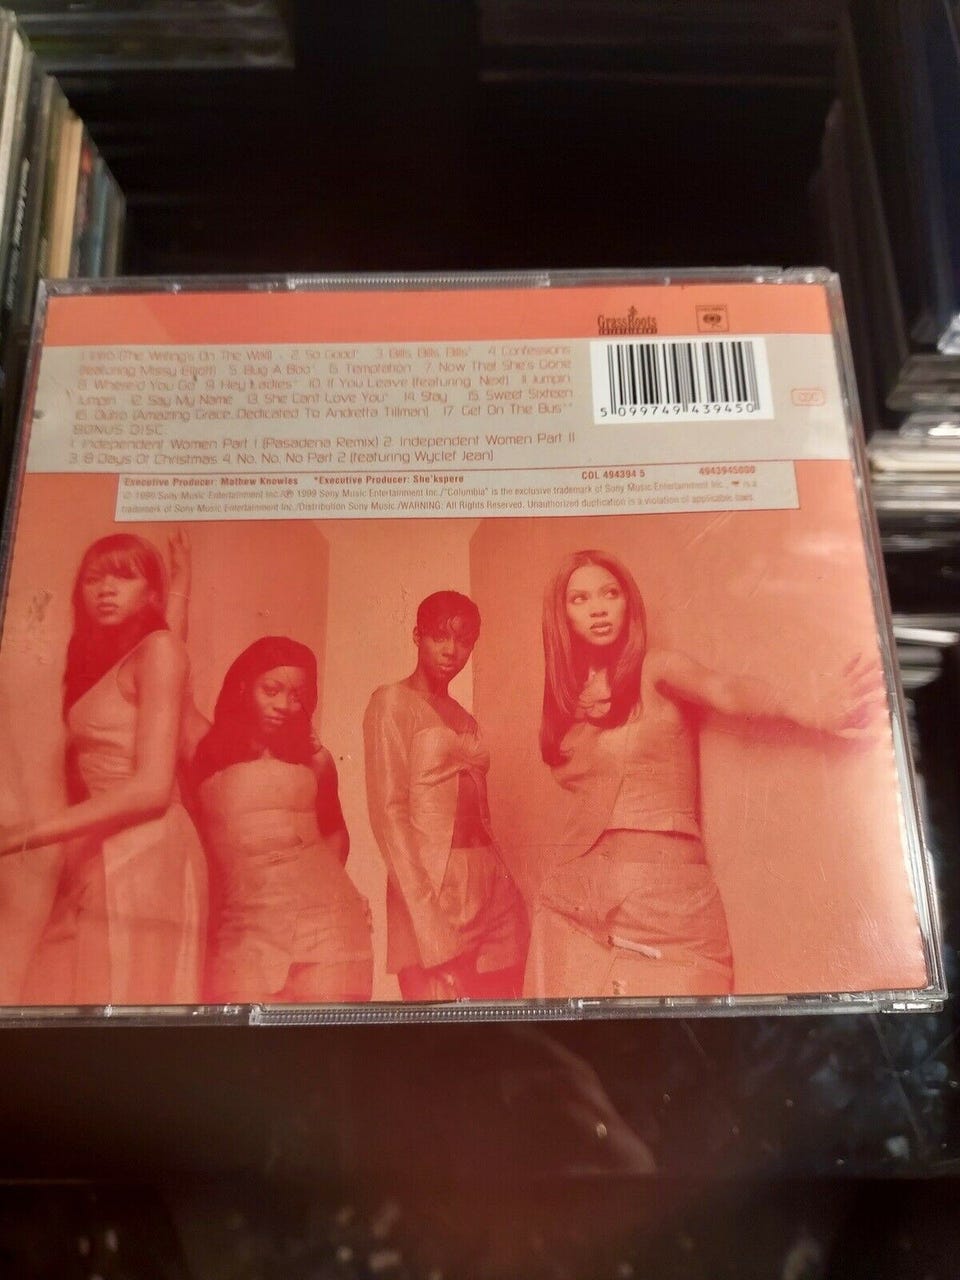 GrassRoots
ENTERTAINMENT
COLUMBIA
1. Intro (The Writing's On The Wall) 2. So Good* 3. Bills, Bills, Bills* 4. Confessions
(featuring Missy Elliott) 5. Bug A Boo* 6. Temptation 7. Now That She's Gone
8. Where'd You Go 9. Hey Ladies* 10. If You Leave (featuring Next) 11. Jumpin
Jumpin 12. Say My Name 13. She Can't Love You* 14. Stay 15. Sweet Sixteen
16. Outro (Amazing Grace...Dedicated To Andretta Tillman) 17. Get On The Bus**
BONUS DISC:
1. Independent Women Part 1 (Pasadena Remix) 2. Independent Women Part II
3. 8 Days Of Christmas 4. No, No, No Part 2 (featuring Wyclef Jean)
5 099749 439450
Executive Producer: Mathew Knowles *Executive Producer: She'kspere COL 494394 5 4943945000
© 1999 Sony Music Entertainment Inc./℗ 1999 Sony Music Entertainment Inc./"Columbia" is the exclusive trademark of Sony Music Entertainment Inc. is a
trademark of Sony Music Entertainment Inc./Distribution Sony Music/WARNING: All Rights Reserved. Unauthorized duplication is a violation of applicable laws.